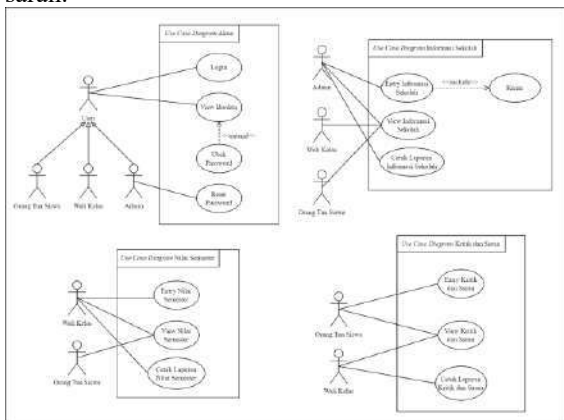 saran.
Use Case Diagram Akun
Login
View Biodata
User
<<extend>>
Ubah
Password
Reset
Password
Orang Tua Siswa
Wali Kelas
Admin
Use Case Diagram Informasi Sekolah
Admin
Entry Informasi
Sekolah
<<include>>
View Informasi
Sekolah
Wali Kelas
Cetak Laporan
Informasi Sekolah
Orang Tua Siswa
Use Case Diagram Nilai Semester
Entry Nilai
Semester
Wali Kelas
View Nilai
Semester
Orang Tua Siswa
Cetak Laporan
Nilai Semester
Use Case Diagram Kritik dan Saran
Entry Kritik
dan Saran
Orang Tua Siswa
View Kritik
dan Saran
Wali Kelas
Cetak Laporan
Kritik dan Saran